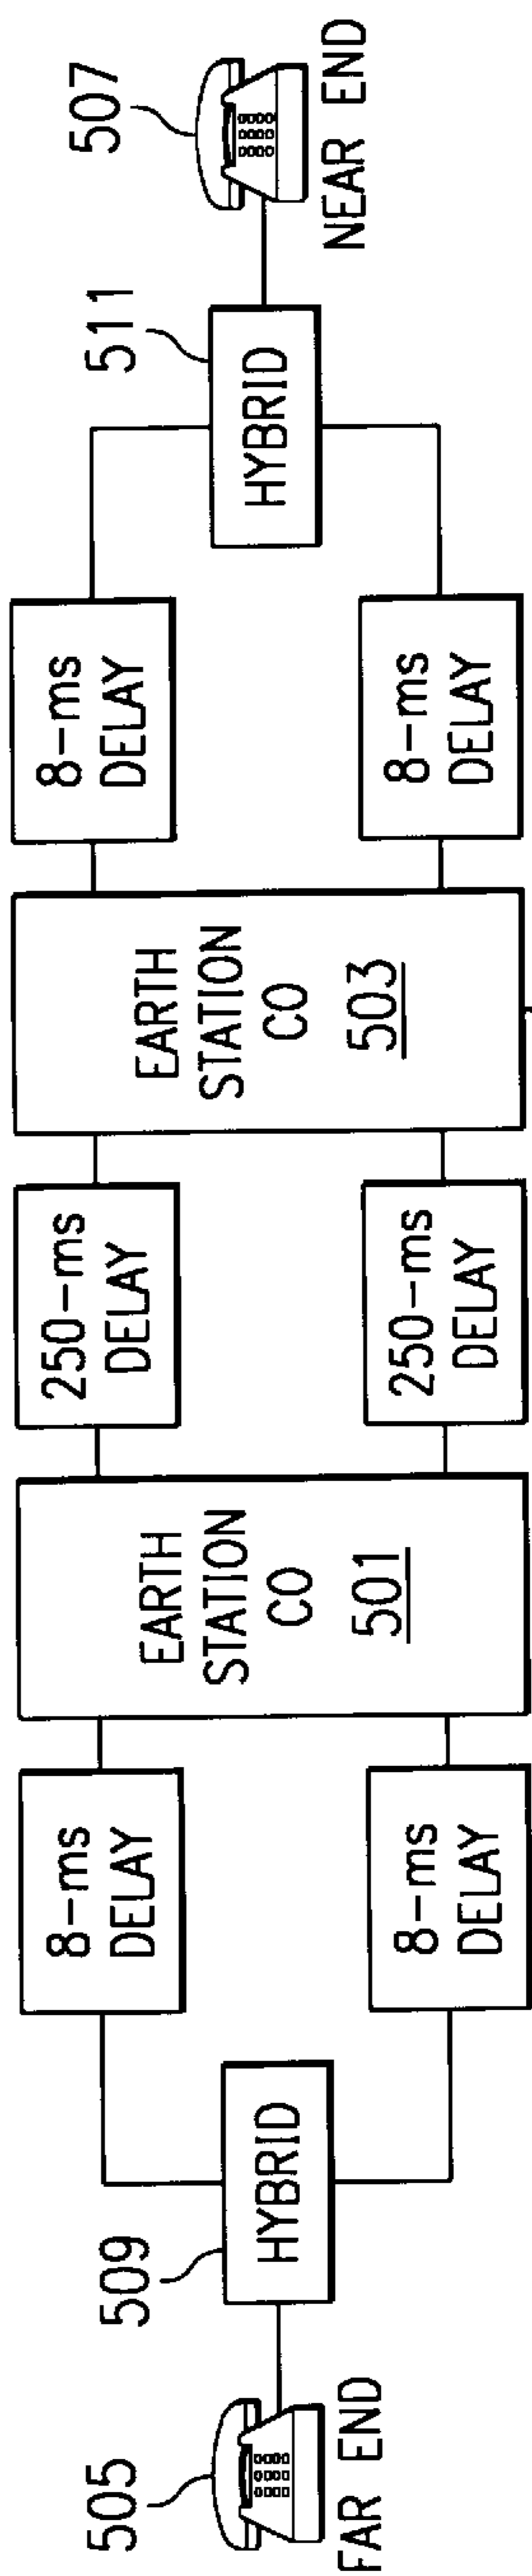 505
FAR END
509
HYBRID
8-ms
DELAY
8-ms
DELAY
EARTH
STATION
CO
501
250-ms
DELAY
250-ms
DELAY
EARTH
STATION
CO
503
8-ms
DELAY
8-ms
DELAY
511
HYBRID
507
NEAR END